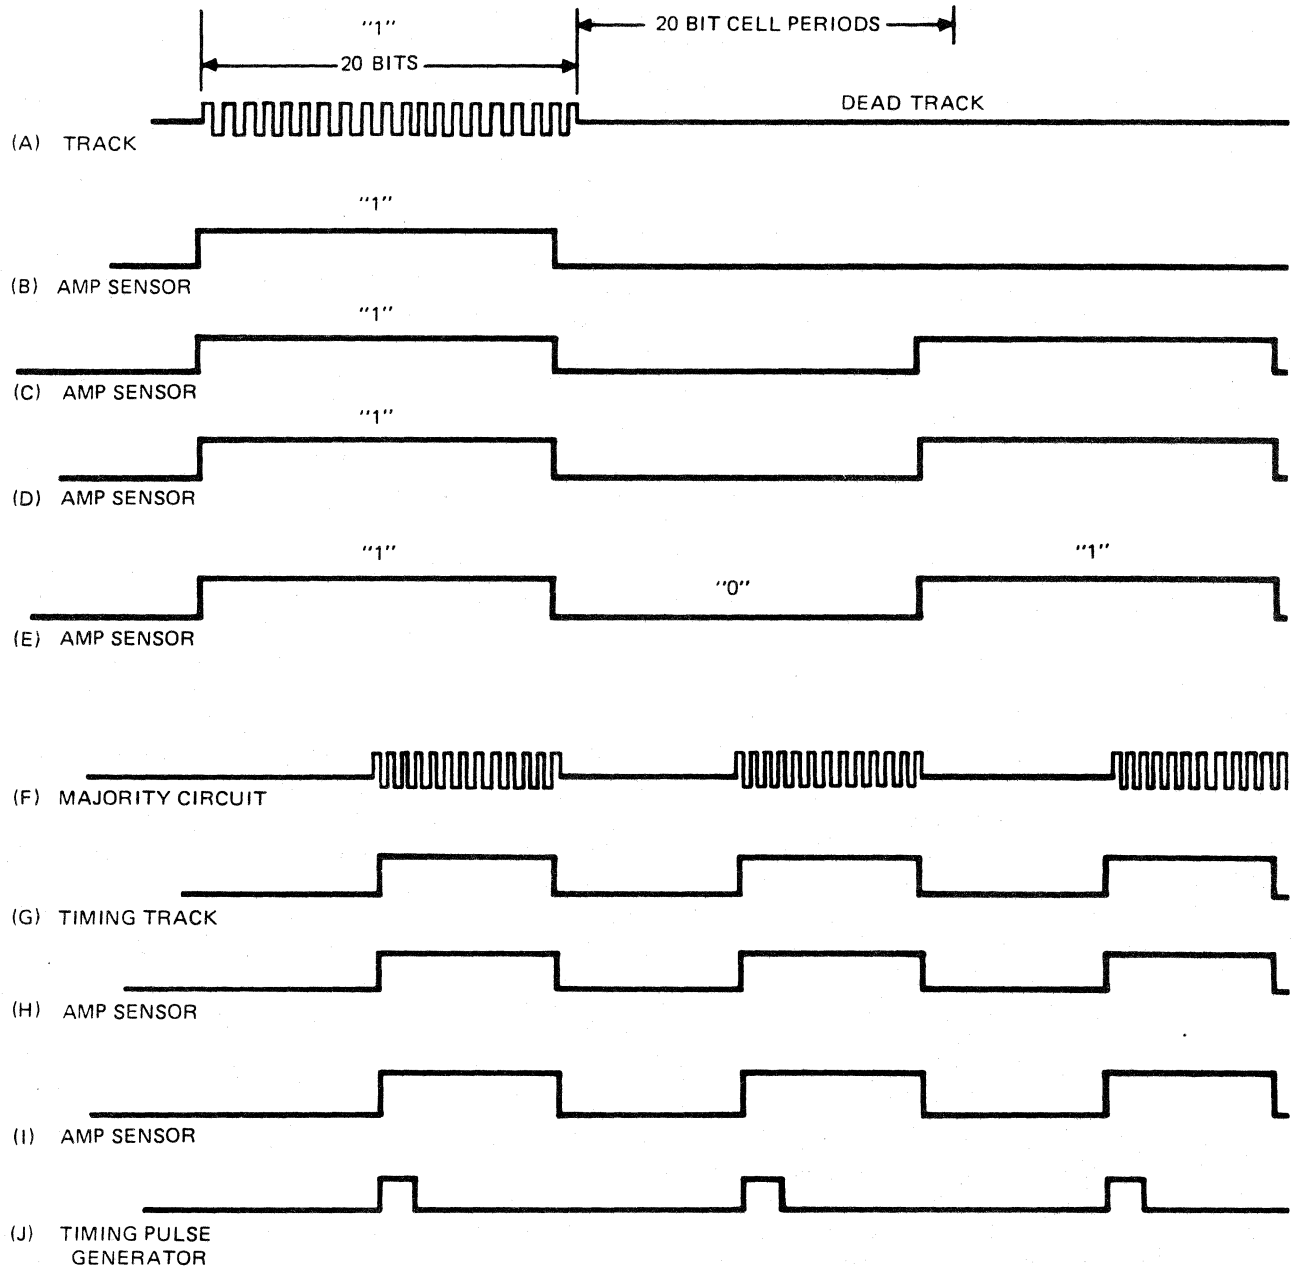 "1"
20 BIT CELL PERIODS
20 BITS
DEAD TRACK
(A) TRACK
"1"
(B) AMP SENSOR
"1"
(C) AMP SENSOR
"1"
(D) AMP SENSOR
"1"
"1"
"0"
(E) AMP SENSOR
(F) MAJORITY CIRCUIT
(G) TIMING TRACK
(H) AMP SENSOR
(I) AMP SENSOR
(J) TIMING PULSE
GENERATOR